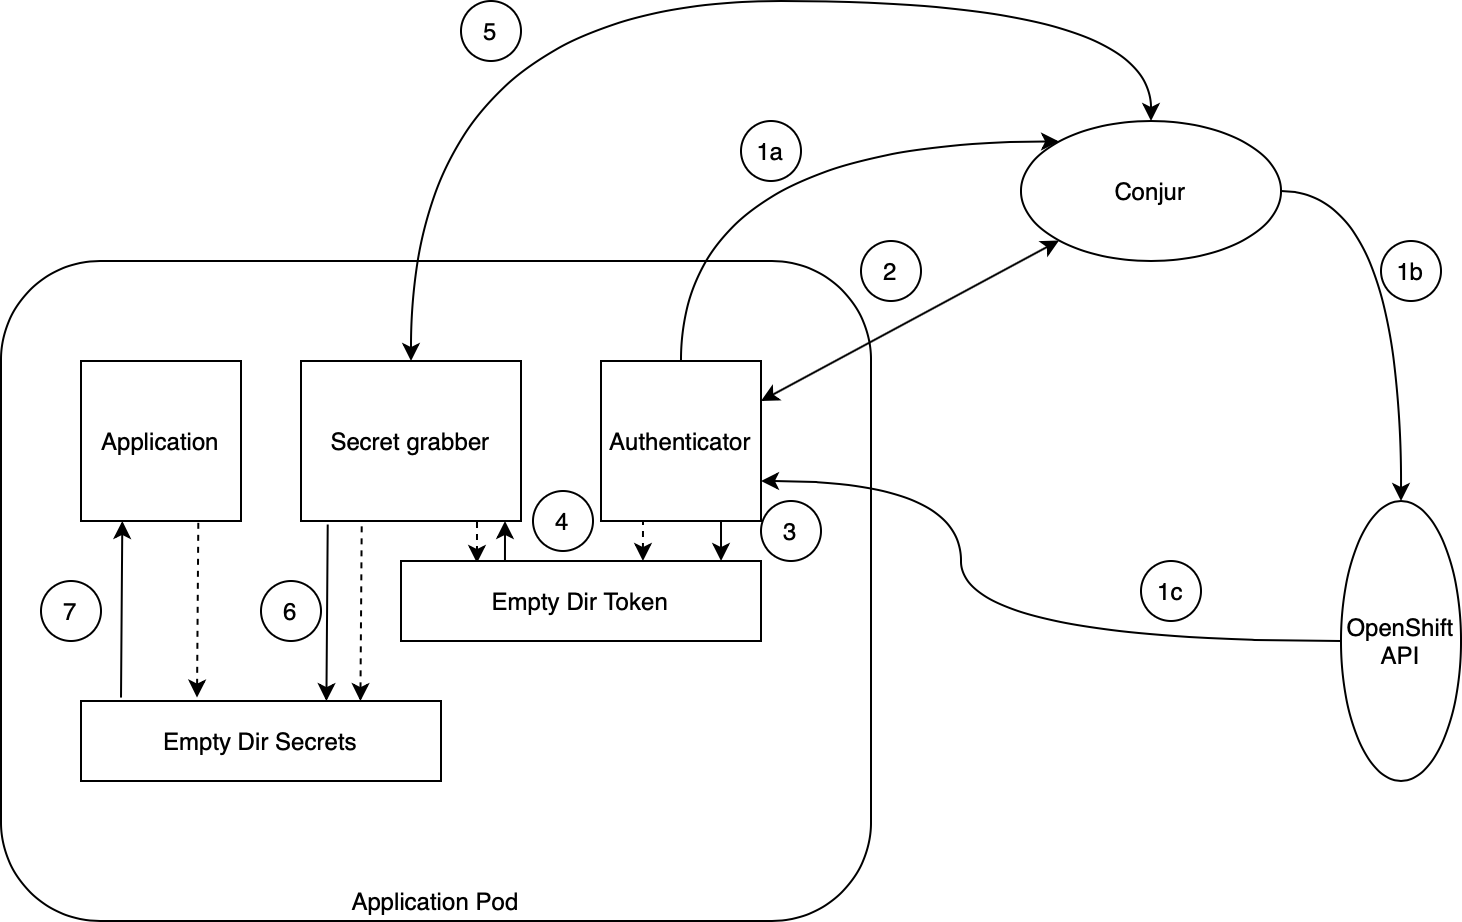 5
1a
Conjur
2
1b
Application
Secret grabber
Authenticator
4
3
7
6
Empty Dir Token
1c
OpenShift
API
Empty Dir Secrets
Application Pod